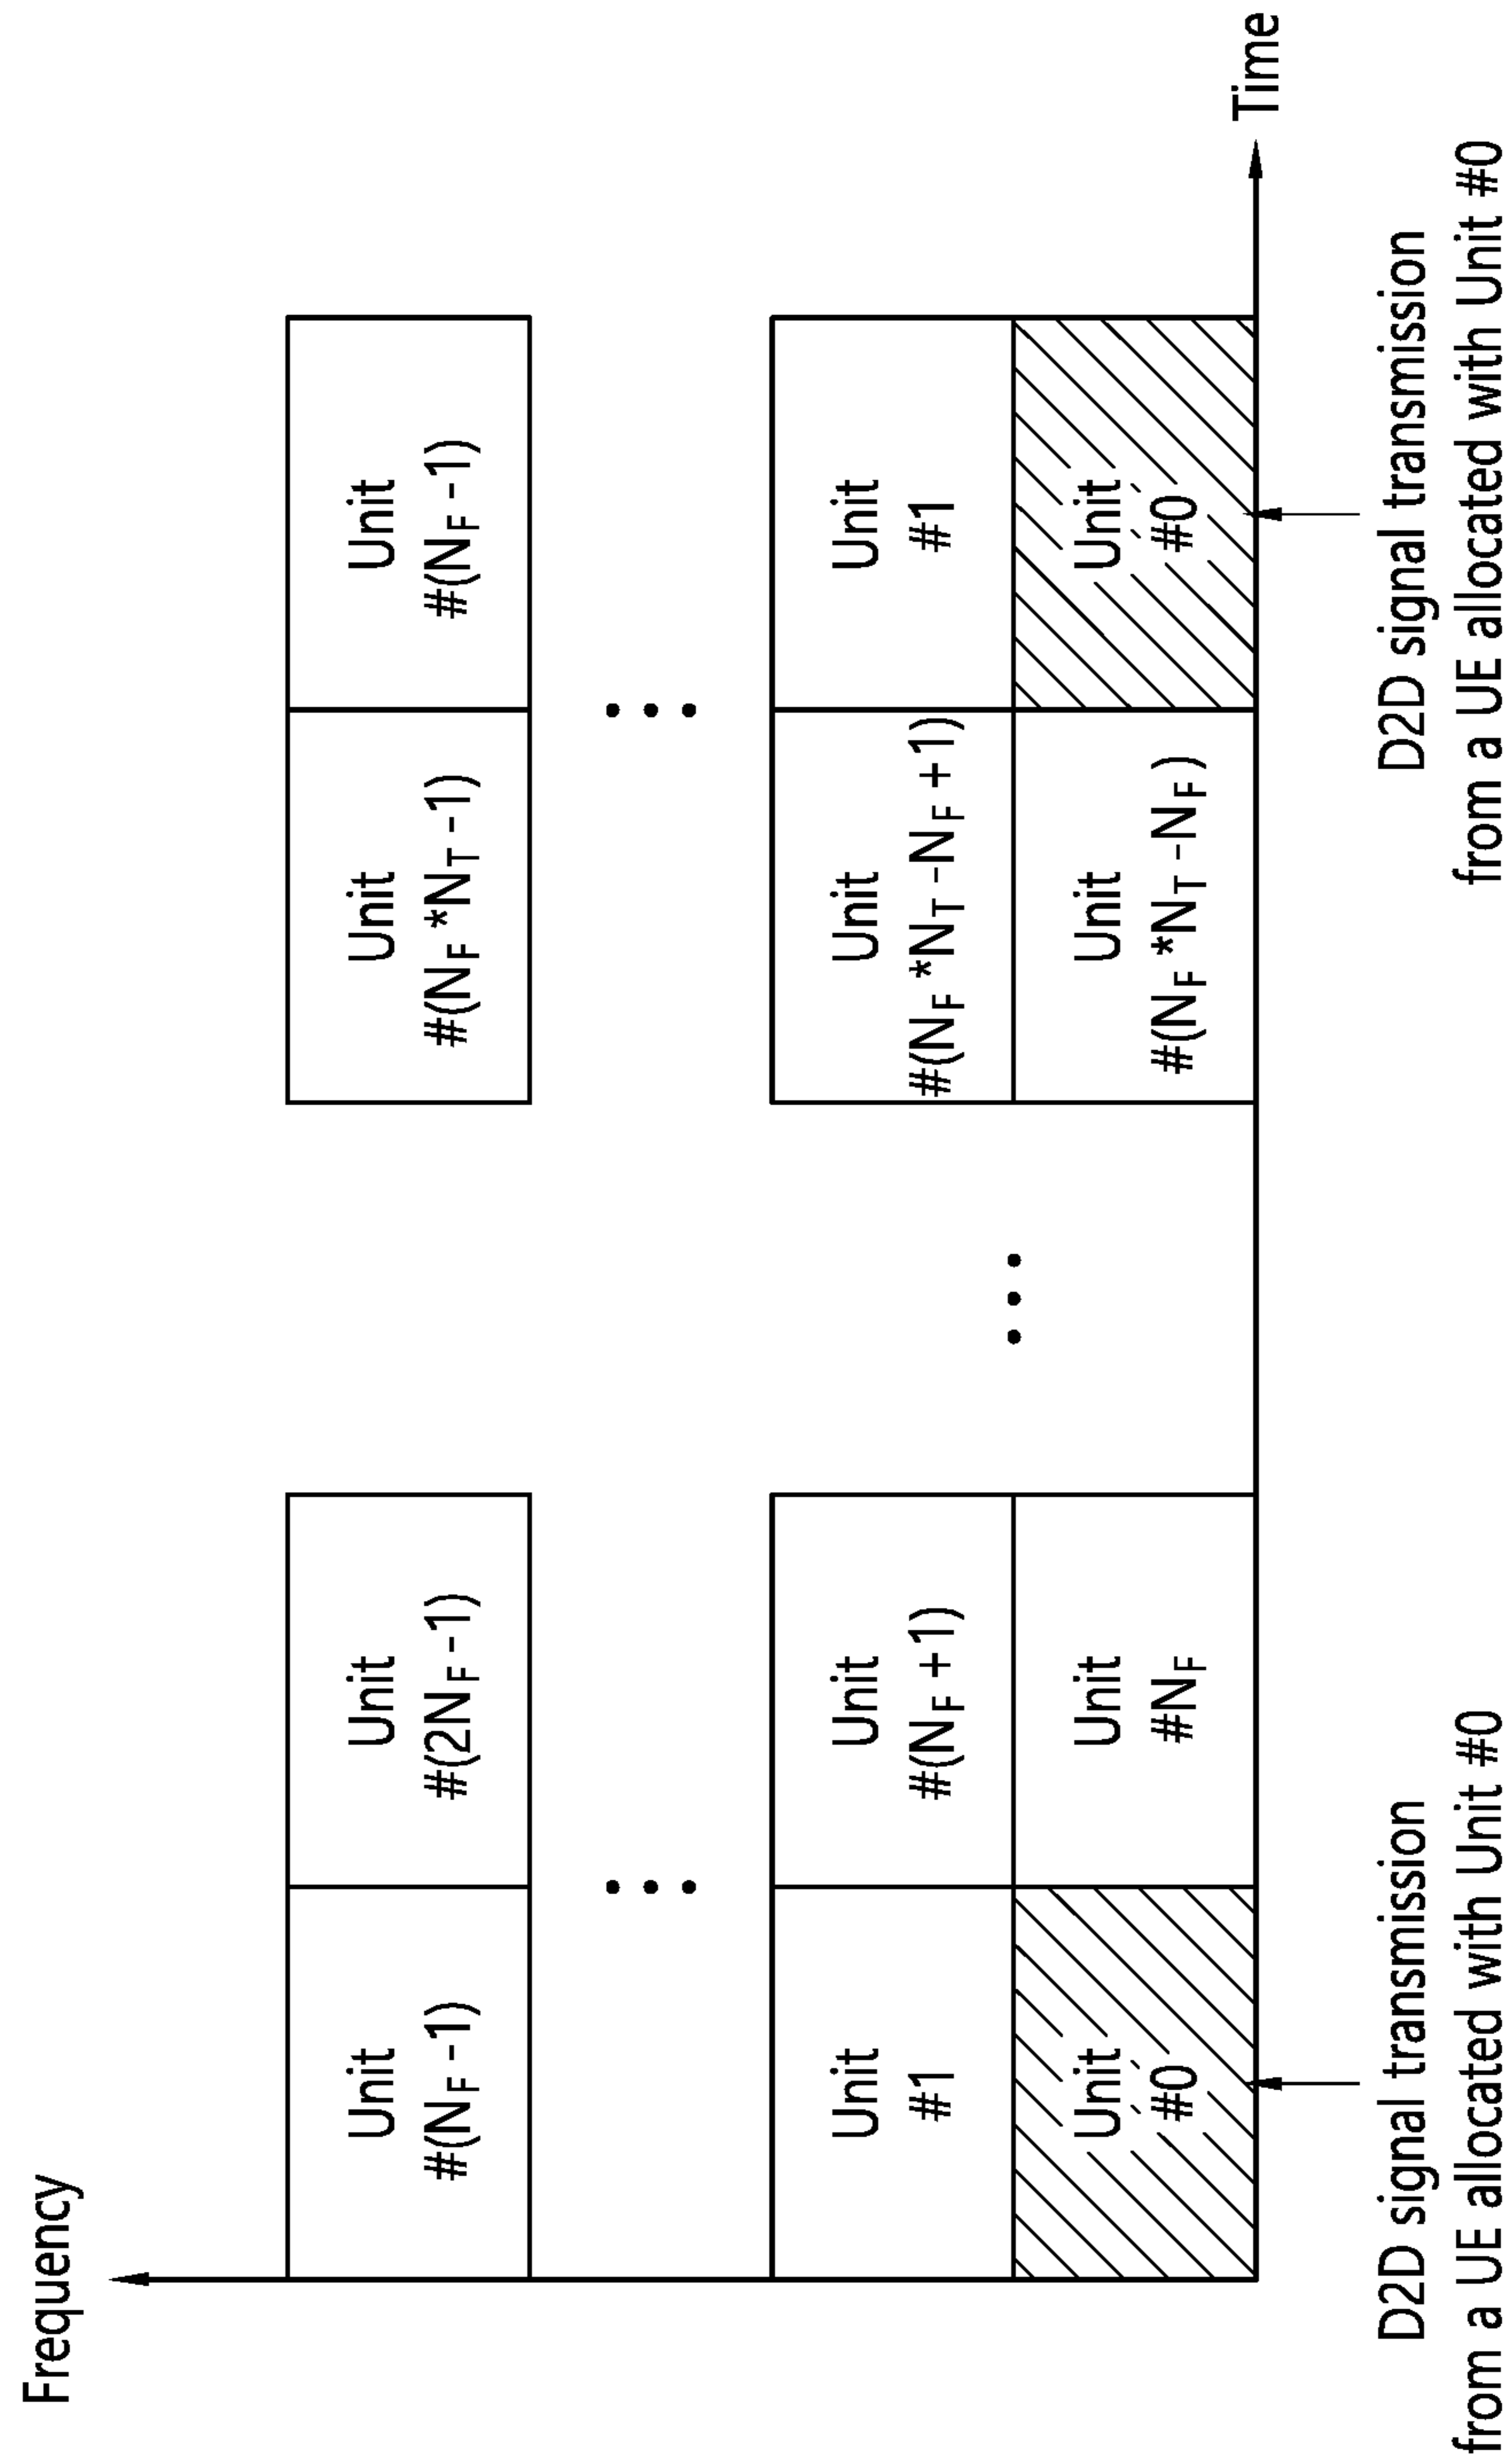 Frequency
Unit
#(N_F-1)
Unit
#(2N_F-1)
Unit
#(N_F*N_T-1)
Unit
#(N_F-1)
Unit
#1
Unit
#(N_F+1)
Unit
#(N_F*N_T-N_F+1)
Unit
#1
Unit
#0
Unit
#N_F
Unit
#(N_F*N_T-N_F)
Unit
#0
Time
D2D signal transmission
from a UE allocated with Unit #0
D2D signal transmission
from a UE allocated with Unit #0